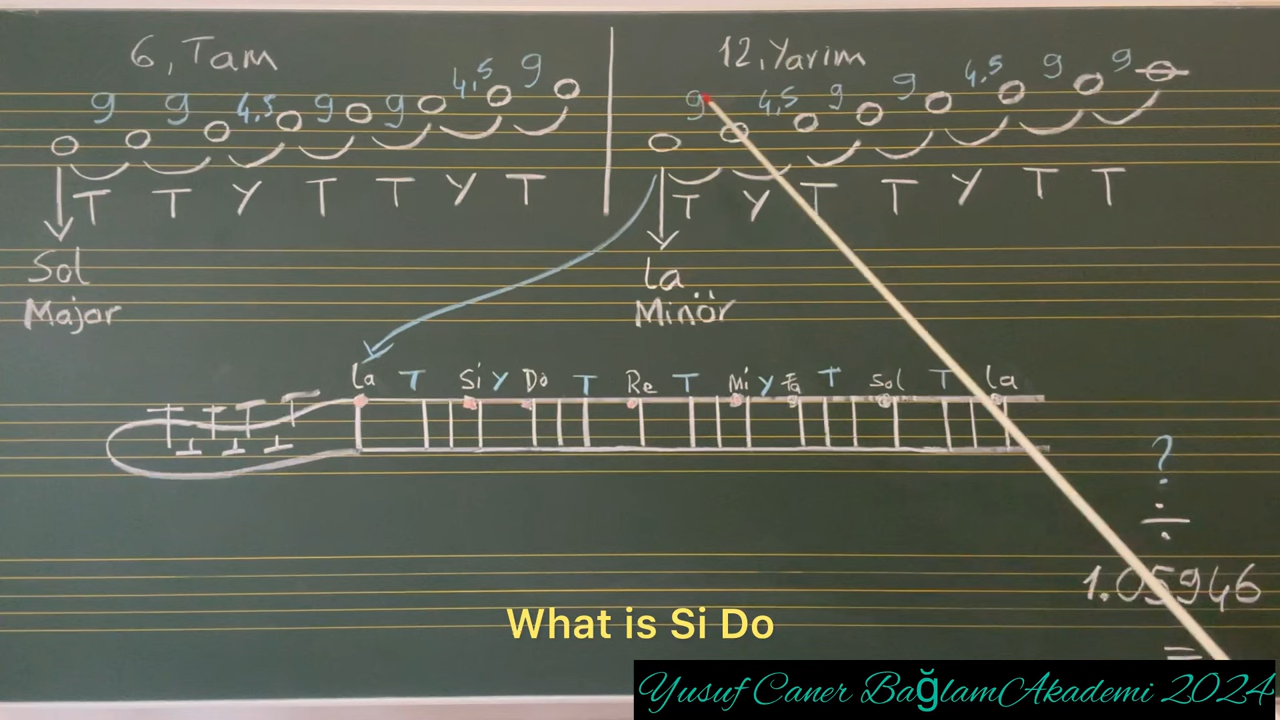 6, Tam
9 9 4,5 9 9 4,5 9
T T Y T T Y T
Sol
Major
12, Yarım
9 4,5 9 9 4,5 9 9
T Y T T Y T T
La
Minör
La T Si Y Do T Re T Mi Y Fa T Sol T La
?
÷
1.05946
=
What is Si Do
Yusuf Caner Bağlam Akademi 2024